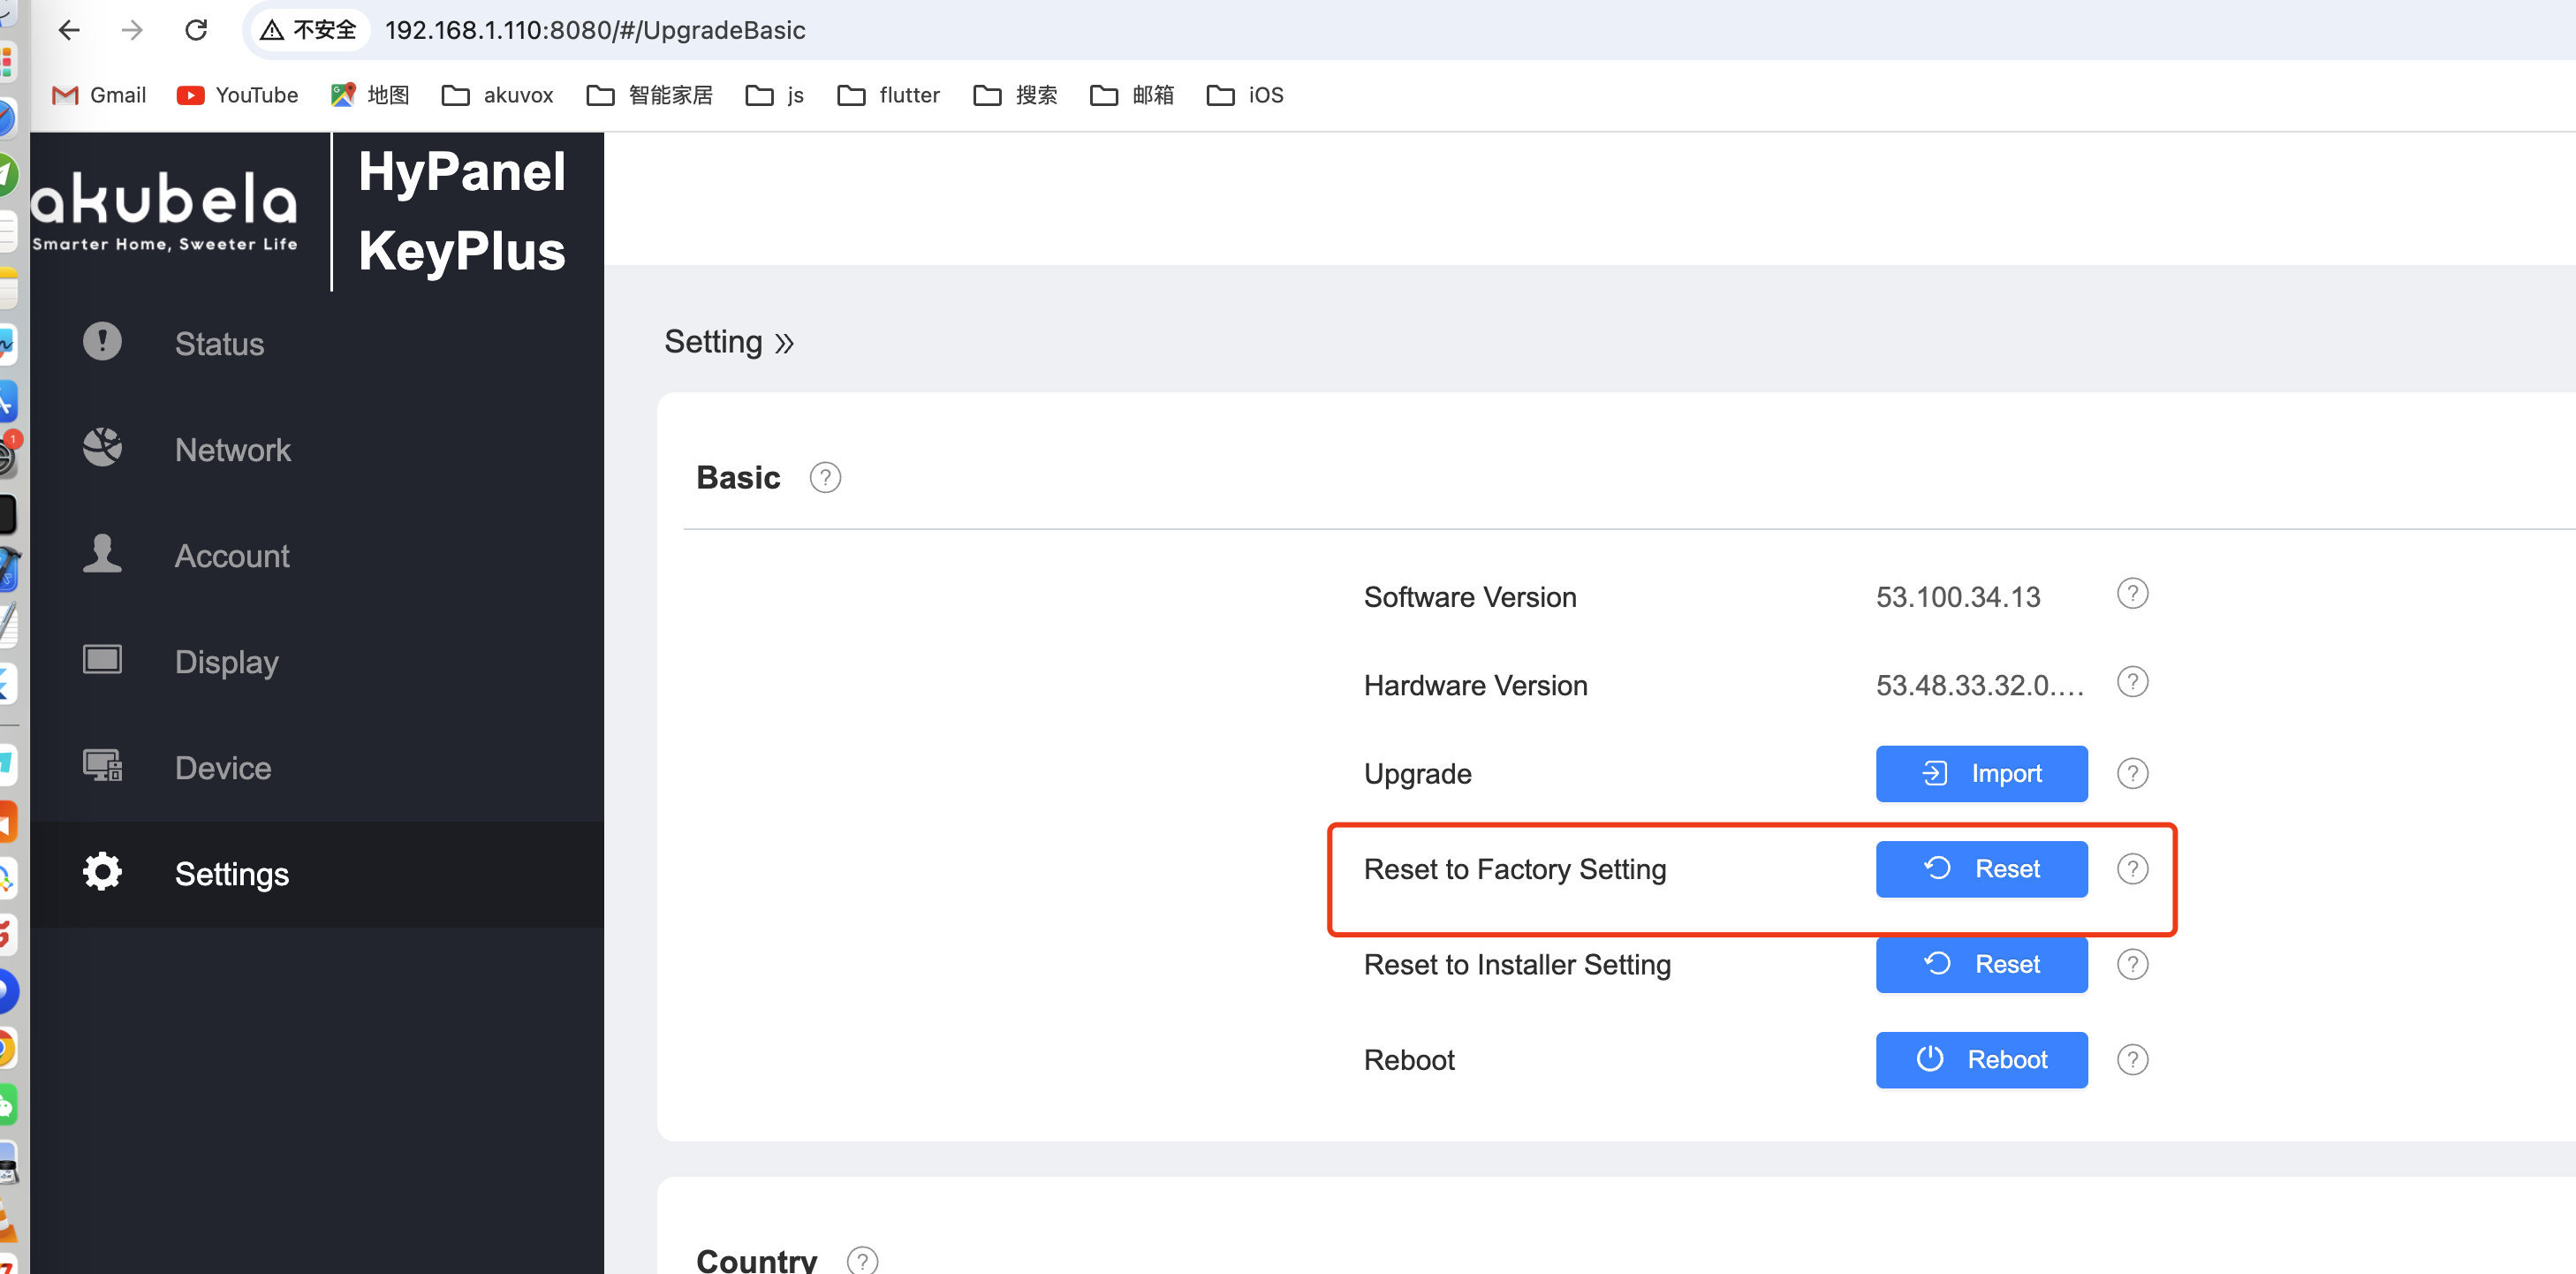 不安全 192.168.1.110:8080/#/UpgradeBasic
Gmail YouTube 地图 akuvox 智能家居 js flutter 搜索 邮箱 iOS
akubela
Smarter Home, Sweeter Life
HyPanel
KeyPlus
Status
Network
Account
Display
Device
Settings
Setting »
Basic ?
Software Version 53.100.34.13 ?
Hardware Version 53.48.33.32.0.... ?
Upgrade Import ?
Reset to Factory Setting Reset ?
Reset to Installer Setting Reset ?
Reboot Reboot ?
Country ?
1